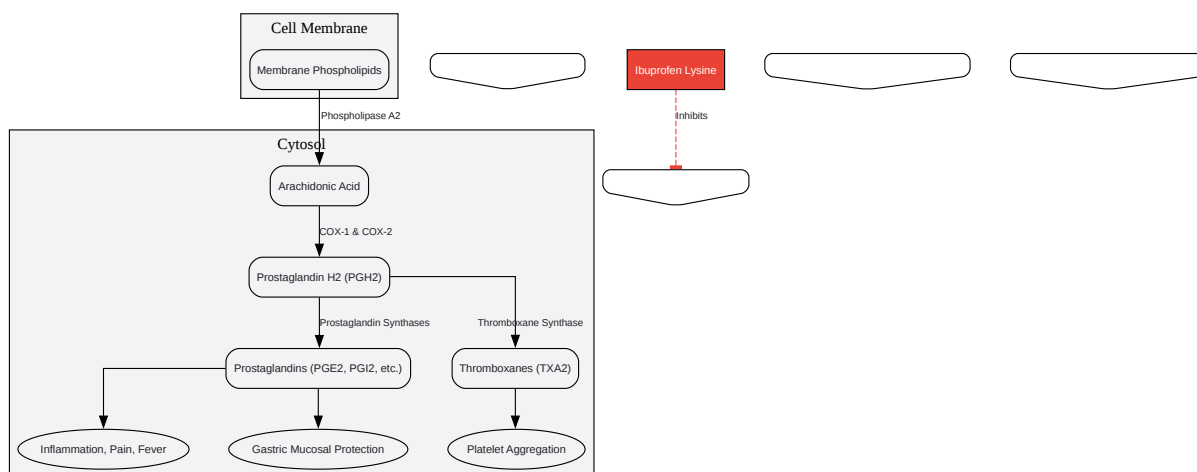 Cell Membrane
Membrane Phospholipids
Ibuprofen Lysine
Phospholipase A2
Inhibits
Cytosol
Arachidonic Acid
COX-1 & COX-2
Prostaglandin H2 (PGH2)
Prostaglandin Synthases
Thromboxane Synthase
Prostaglandins (PGE2, PGI2, etc.)
Thromboxanes (TXA2)
Inflammation, Pain, Fever
Gastric Mucosal Protection
Platelet Aggregation